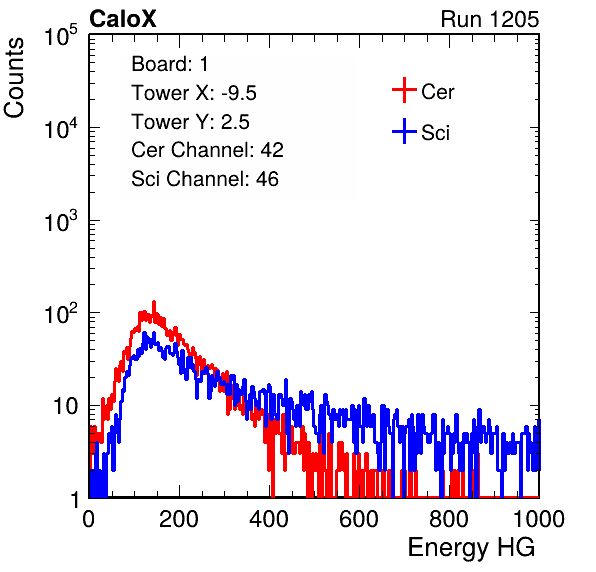 CaloX Run 1205
Counts
Board: 1
Tower X: -9.5
Tower Y: 2.5
Cer Channel: 42
Sci Channel: 46
Cer
Sci
10^5
10^4
10^3
10^2
10
1
0 200 400 600 800 1000
Energy HG